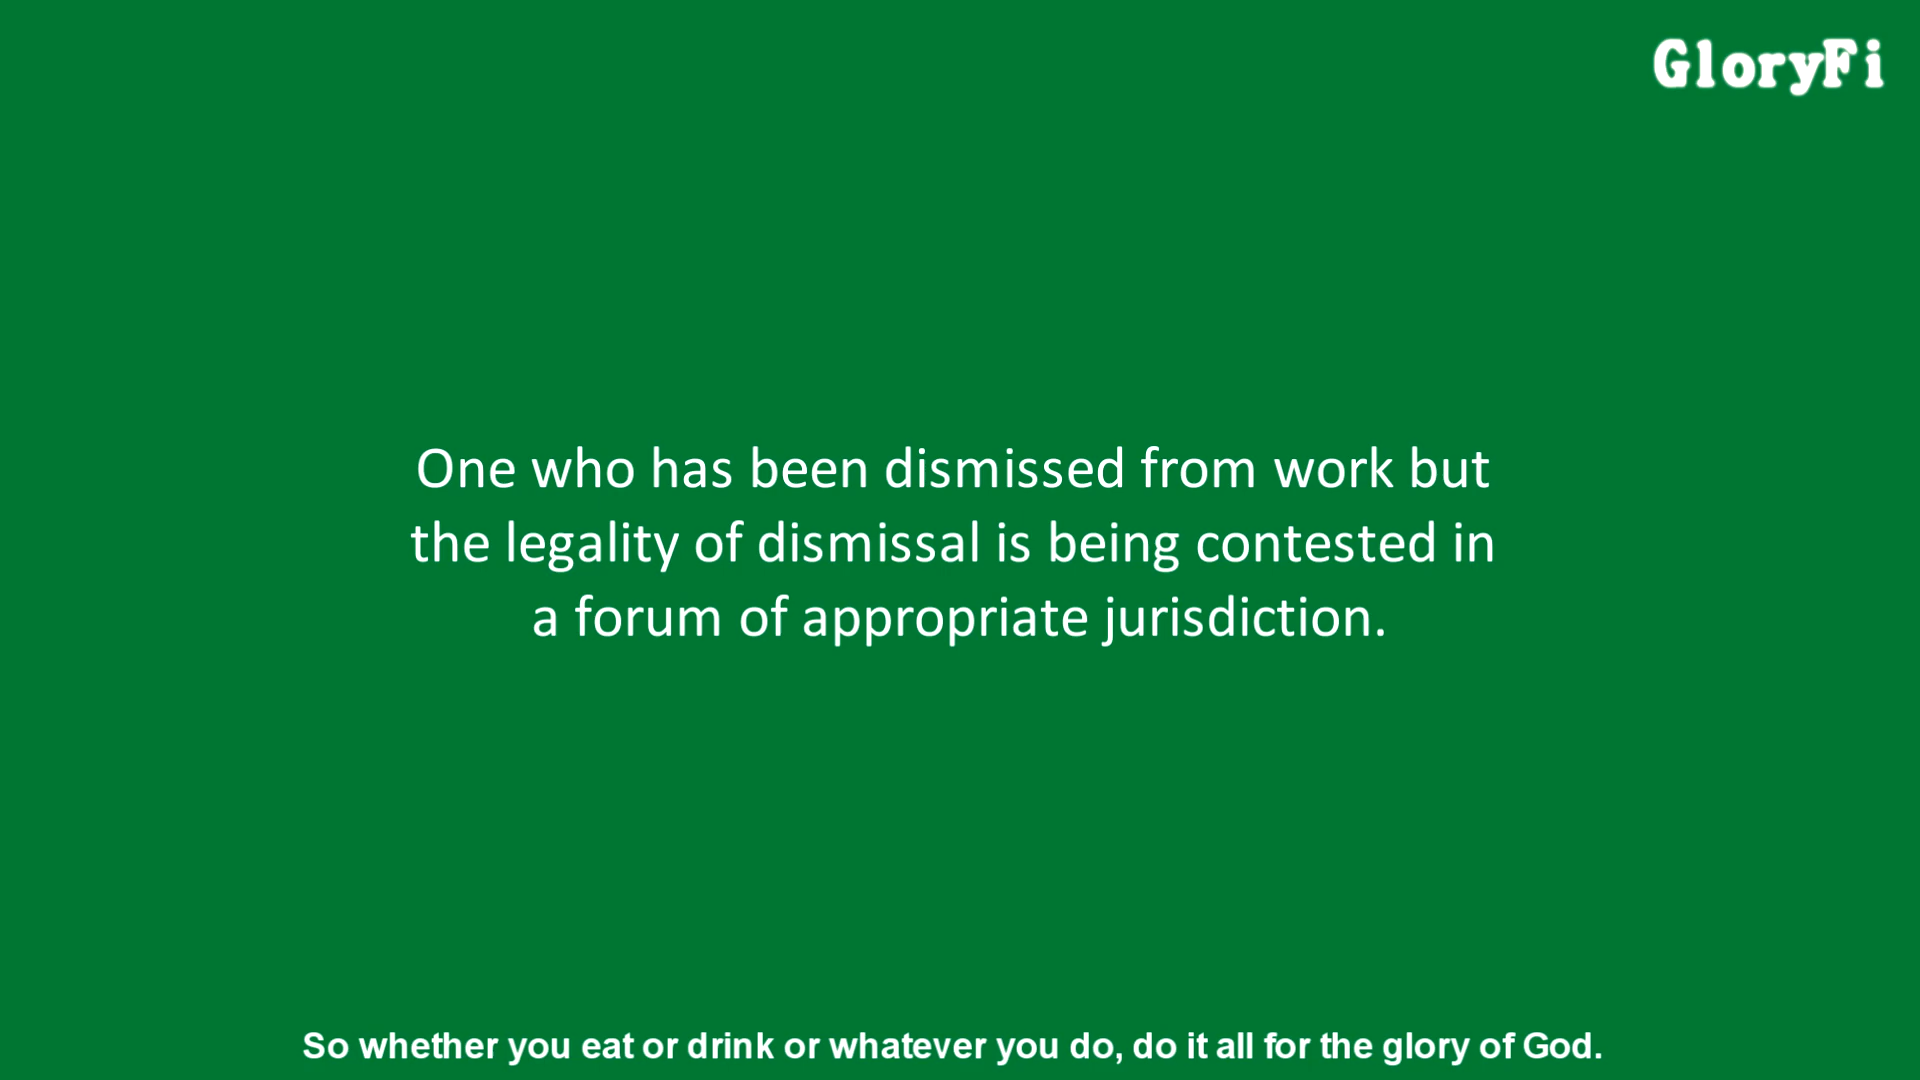 GloryFi
One who has been dismissed from work but
the legality of dismissal is being contested in
a forum of appropriate jurisdiction.
So whether you eat or drink or whatever you do, do it all for the glory of God.